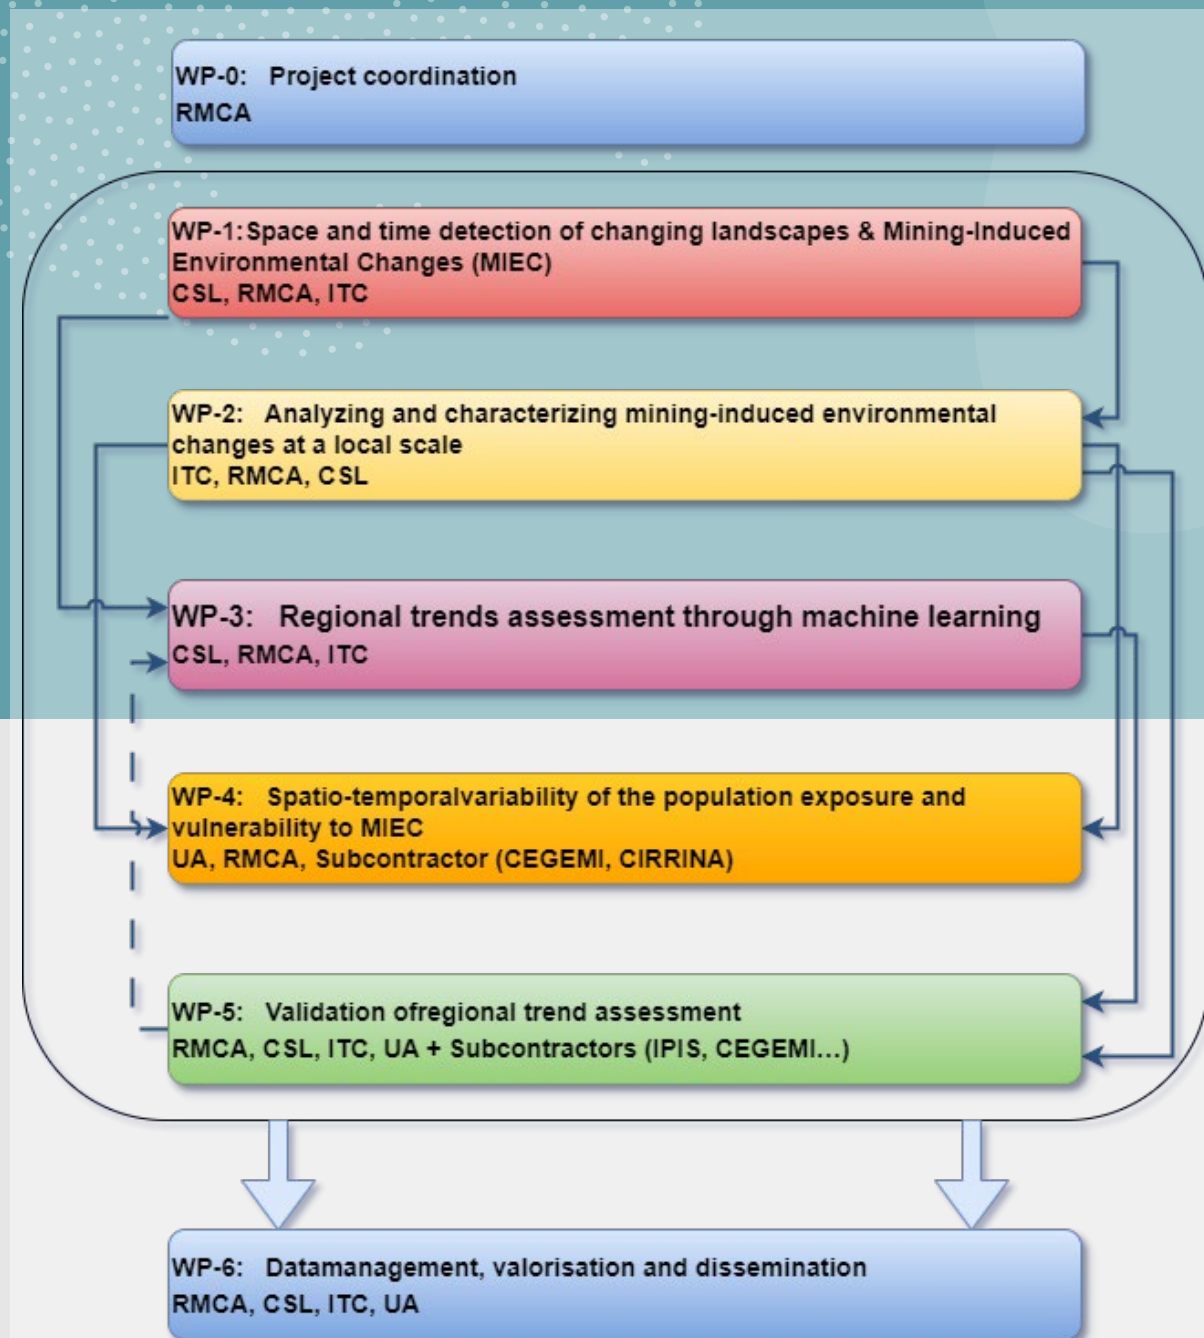 WP-0: Project coordination
RMCA
WP-1: Space and time detection of changing landscapes & Mining-Induced
Environmental Changes (MIEC)
CSL, RMCA, ITC
WP-2: Analyzing and characterizing mining-induced environmental
changes at a local scale
ITC, RMCA, CSL
WP-3: Regional trends assessment through machine learning
CSL, RMCA, ITC
WP-4: Spatio-temporalvariability of the population exposure and
vulnerability to MIEC
UA, RMCA, Subcontractor (CEGEMI, CIRRINA)
WP-5: Validation ofregional trend assessment
RMCA, CSL, ITC, UA + Subcontractors (IPIS, CEGEMI...)
WP-6: Datamanagement, valorisation and dissemination
RMCA, CSL, ITC, UA